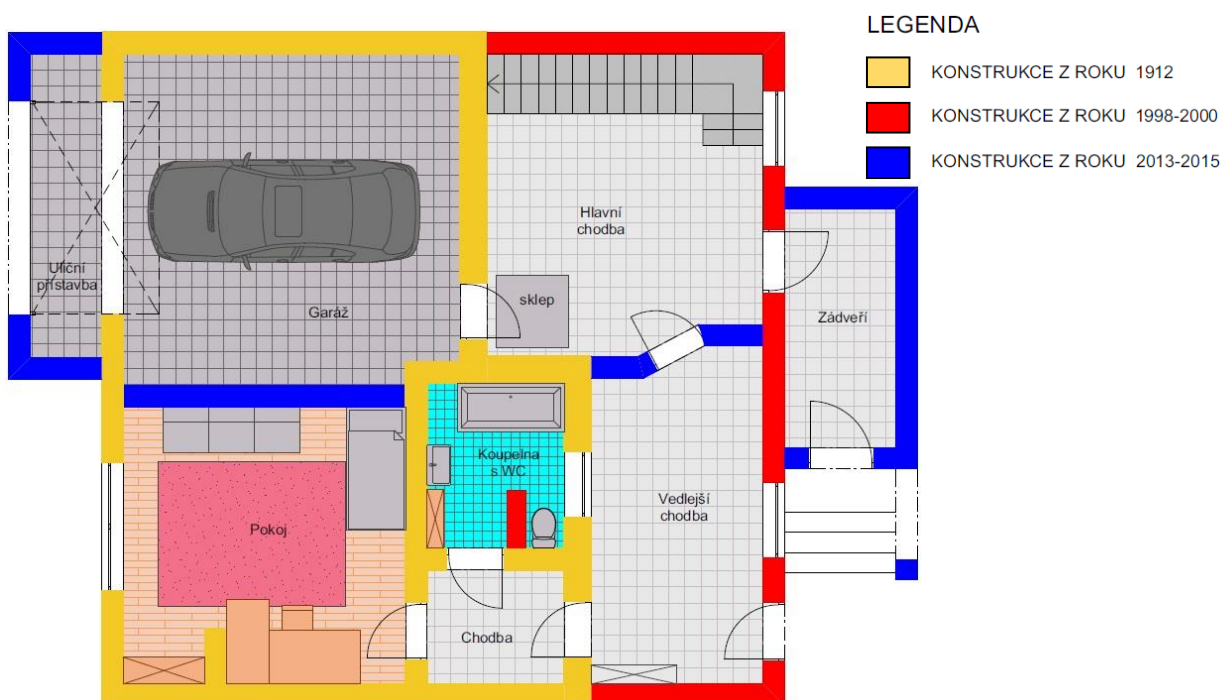 LEGENDA
KONSTRUKCE Z ROKU 1912
KONSTRUKCE Z ROKU 1998-2000
KONSTRUKCE Z ROKU 2013-2015
Hlavní
chodba
Uliční
přístavba
sklep
Garáž
Zádveří
Koupelna
s WC
Vedlejší
chodba
Pokoj
Chodba